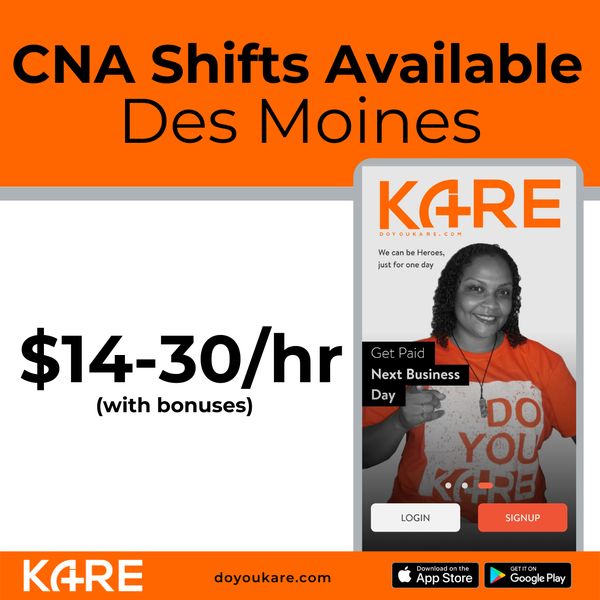 CNA Shifts Available
Des Moines
$14-30/hr
(with bonuses)
KARE
DOYOUKARE.COM
We can be Heroes,
just for one day
Get Paid
Next Business
Day
DO
YOU
KARE
LOGIN
SIGNUP
KARE
doyoukare.com
Download on the
App Store
GET IT ON
Google Play